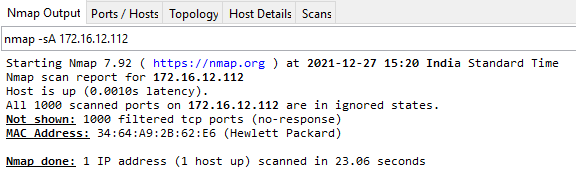 Nmap Output Ports / Hosts Topology Host Details Scans
nmap -sA 172.16.12.112
Starting Nmap 7.92 ( https://nmap.org ) at 2021-12-27 15:20 India Standard Time
Nmap scan report for 172.16.12.112
Host is up (0.0010s latency).
All 1000 scanned ports on 172.16.12.112 are in ignored states.
Not shown: 1000 filtered tcp ports (no-response)
MAC Address: 34:64:A9:2B:62:E6 (Hewlett Packard)
Nmap done: 1 IP address (1 host up) scanned in 23.06 seconds